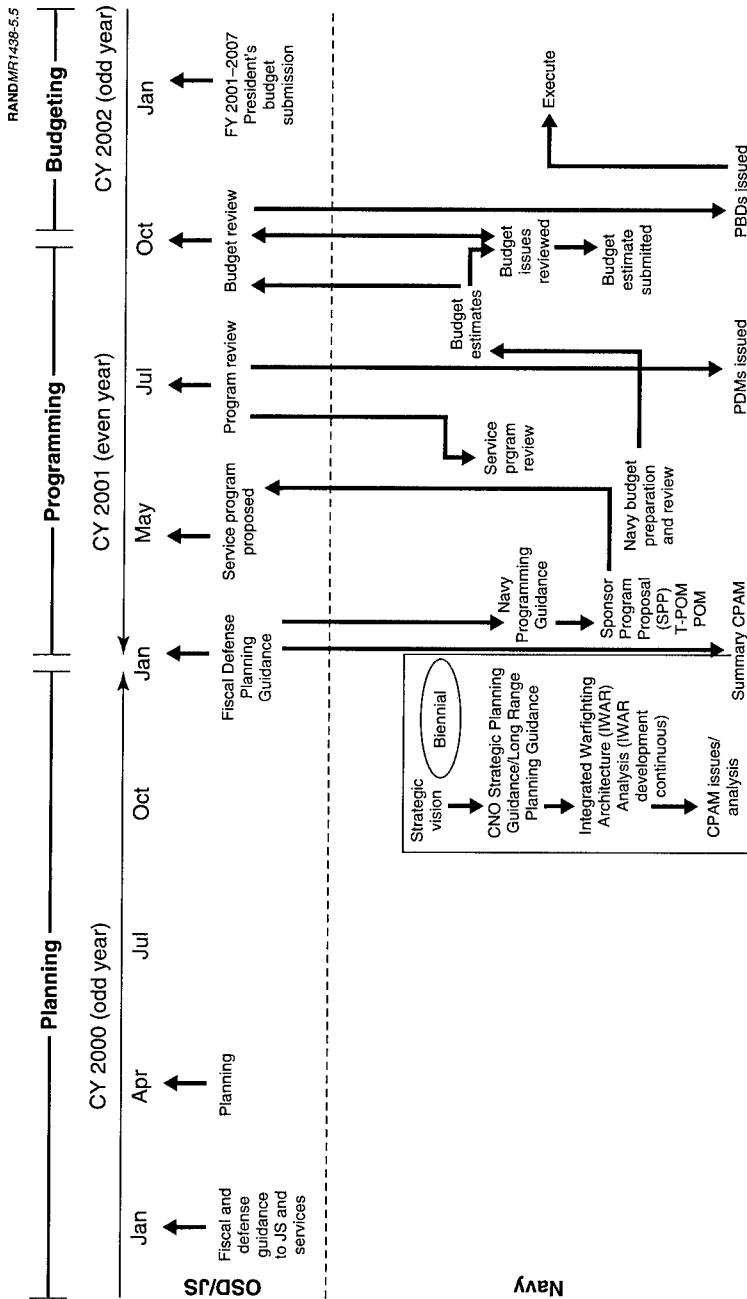 RANDMR1438-5.5
Planning
Programming
Budgeting
CY 2000 (odd year)
CY 2001 (even year)
CY 2002 (odd year)
Jan
Apr
Jul
Oct
Jan
May
Jul
Oct
Jan
OSD/JS
Fiscal and
defense
guidance
to JS and
services
Planning
Fiscal Defense
Planning
Guidance
Service program
proposed
Program review
Budget review
FY 2001–2007
President's
budget
submission
Navy
Strategic
vision
Biennial
CNO Strategic Planning
Guidance/Long Range
Planning Guidance
Integrated Warfighting
Architecture (IWAR)
Analysis (IWAR
development
continuous)
CPAM issues/
analysis
Summary CPAM
Navy
Programming
Guidance
Sponsor
Program
Proposal
(SPP)
T-POM
POM
Service
prgram
review
Navy budget
preparation
and review
PDMs issued
Budget
estimates
Budget
issues
reviewed
Budget
estimate
submitted
PBDs issued
Execute